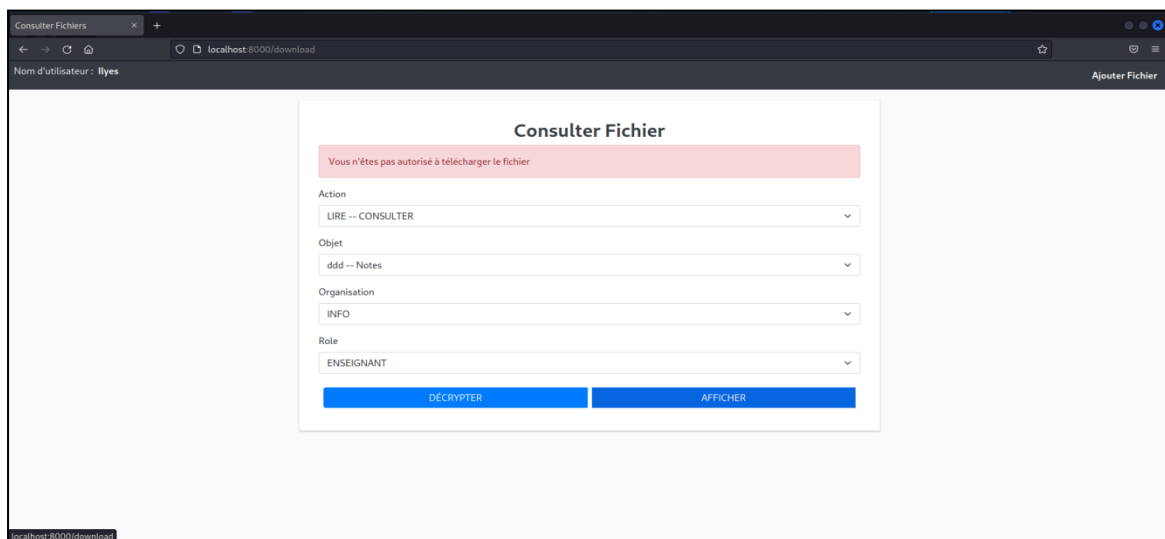 Consulter Fichiers
localhost:8000/download
Nom d'utilisateur : Ilyes
Ajouter Fichier
Consulter Fichier
Vous n'êtes pas autorisé à télécharger le fichier
Action
LIRE -- CONSULTER
Objet
ddd -- Notes
Organisation
INFO
Role
ENSEIGNANT
DÉCRYPTER AFFICHER
localhost:8000/download